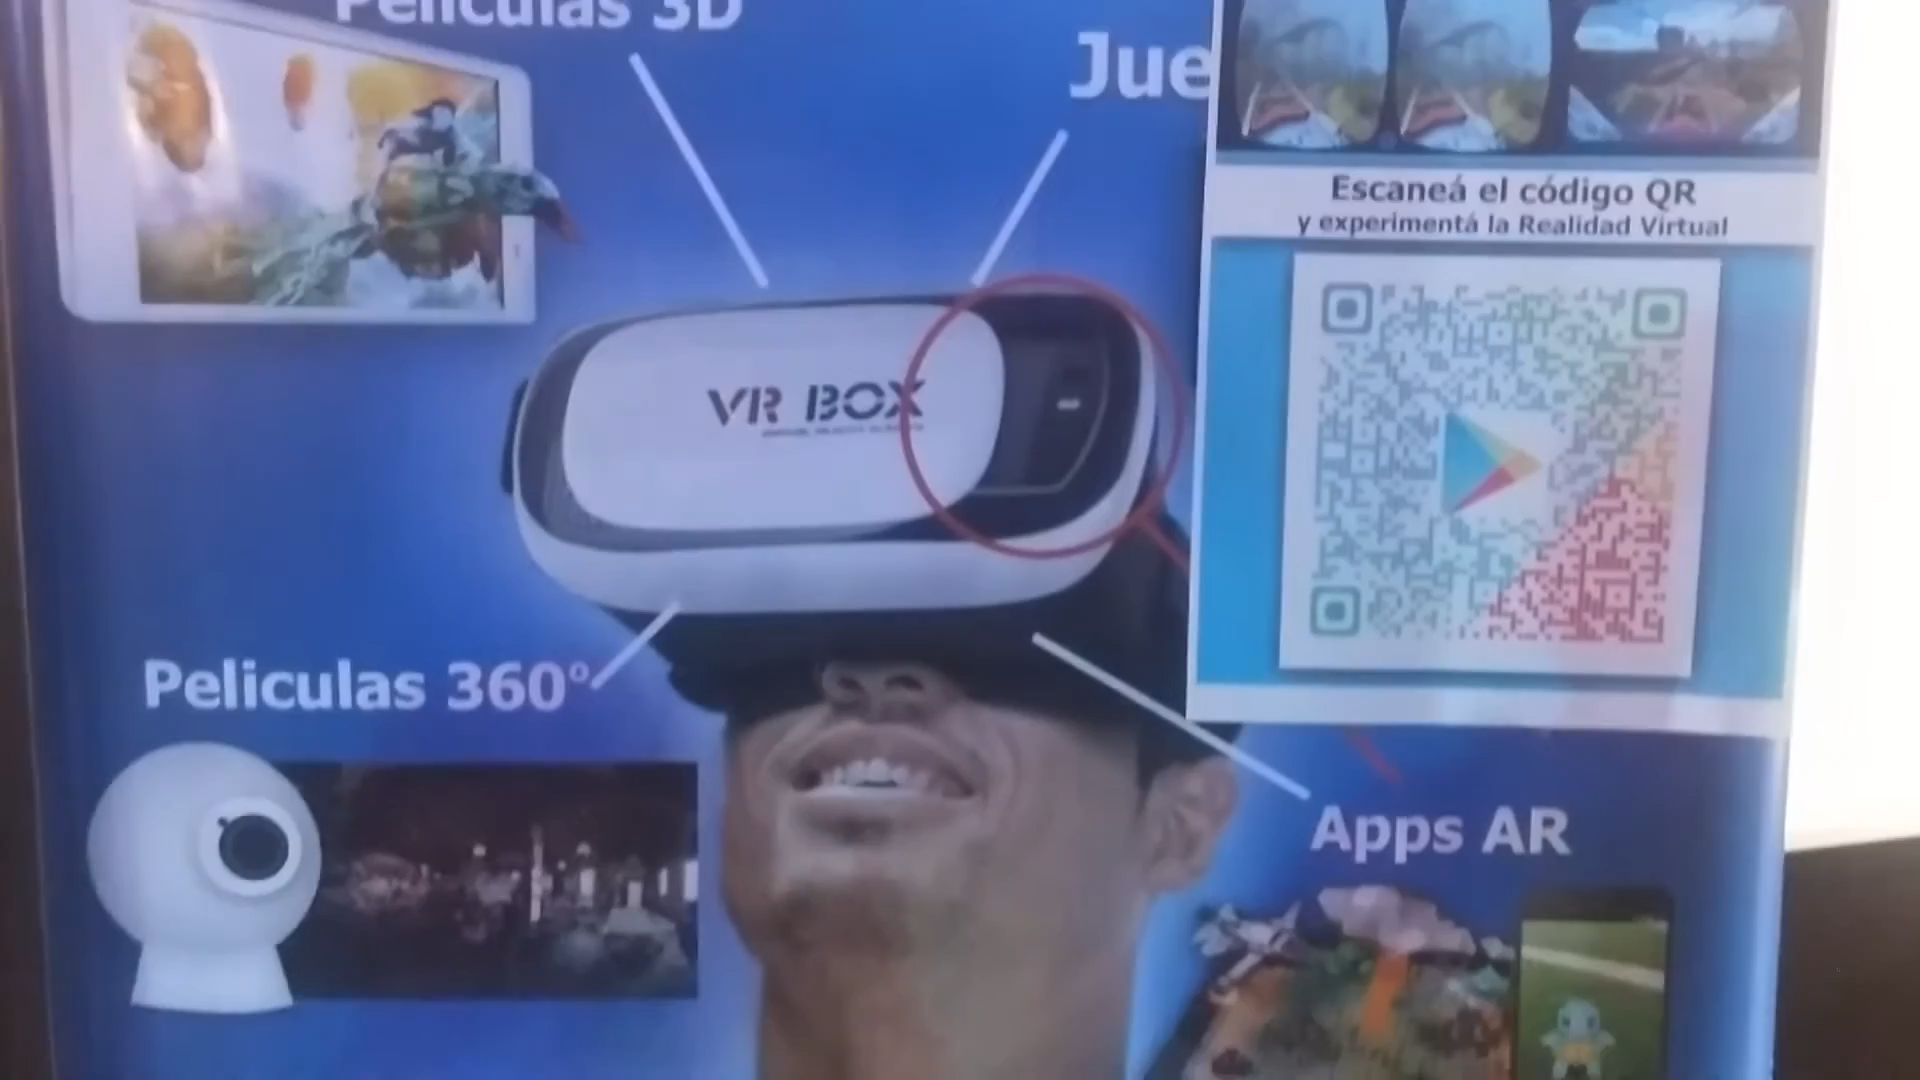 Peliculas 3D
Jue
Escaneá el código QR
y experimentá la Realidad Virtual
VR BOX
Peliculas 360°
Apps AR